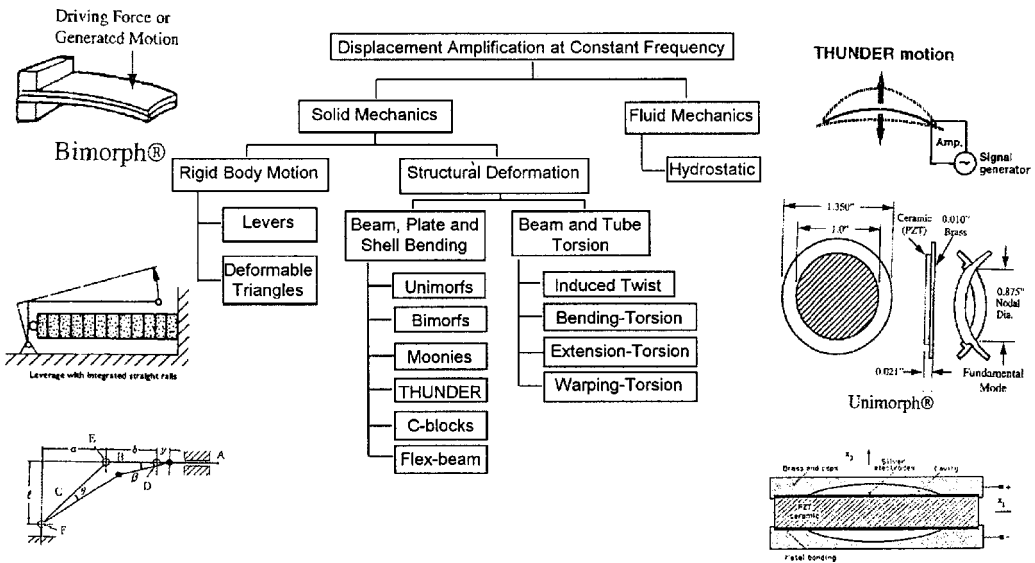 Driving Force or
Generated Motion
Bimorph®
Displacement Amplification at Constant Frequency
Solid Mechanics
Fluid Mechanics
Rigid Body Motion
Structural Deformation
Hydrostatic
Levers
Deformable
Triangles
Beam, Plate and
Shell Bending
Beam and Tube
Torsion
Unimorfs
Bimorfs
Moonies
THUNDER
C-blocks
Flex-beam
Induced Twist
Bending-Torsion
Extension-Torsion
Warping-Torsion
Leverage with integrated straight rails
E
a
b
y
A
B
β
D
ℓ
C
θ
F
THUNDER motion
Amp.
Signal
generator
1.350"
1.0"
Ceramic
(PZT)
0.010"
Brass
0.875"
Nodal
Dia.
0.021"
Fundamental
Mode
Unimorph®
Brass end caps
x₃
Silver
electrodes
Cavity
+
x₁
PZT
ceramic
-
Metal bonding